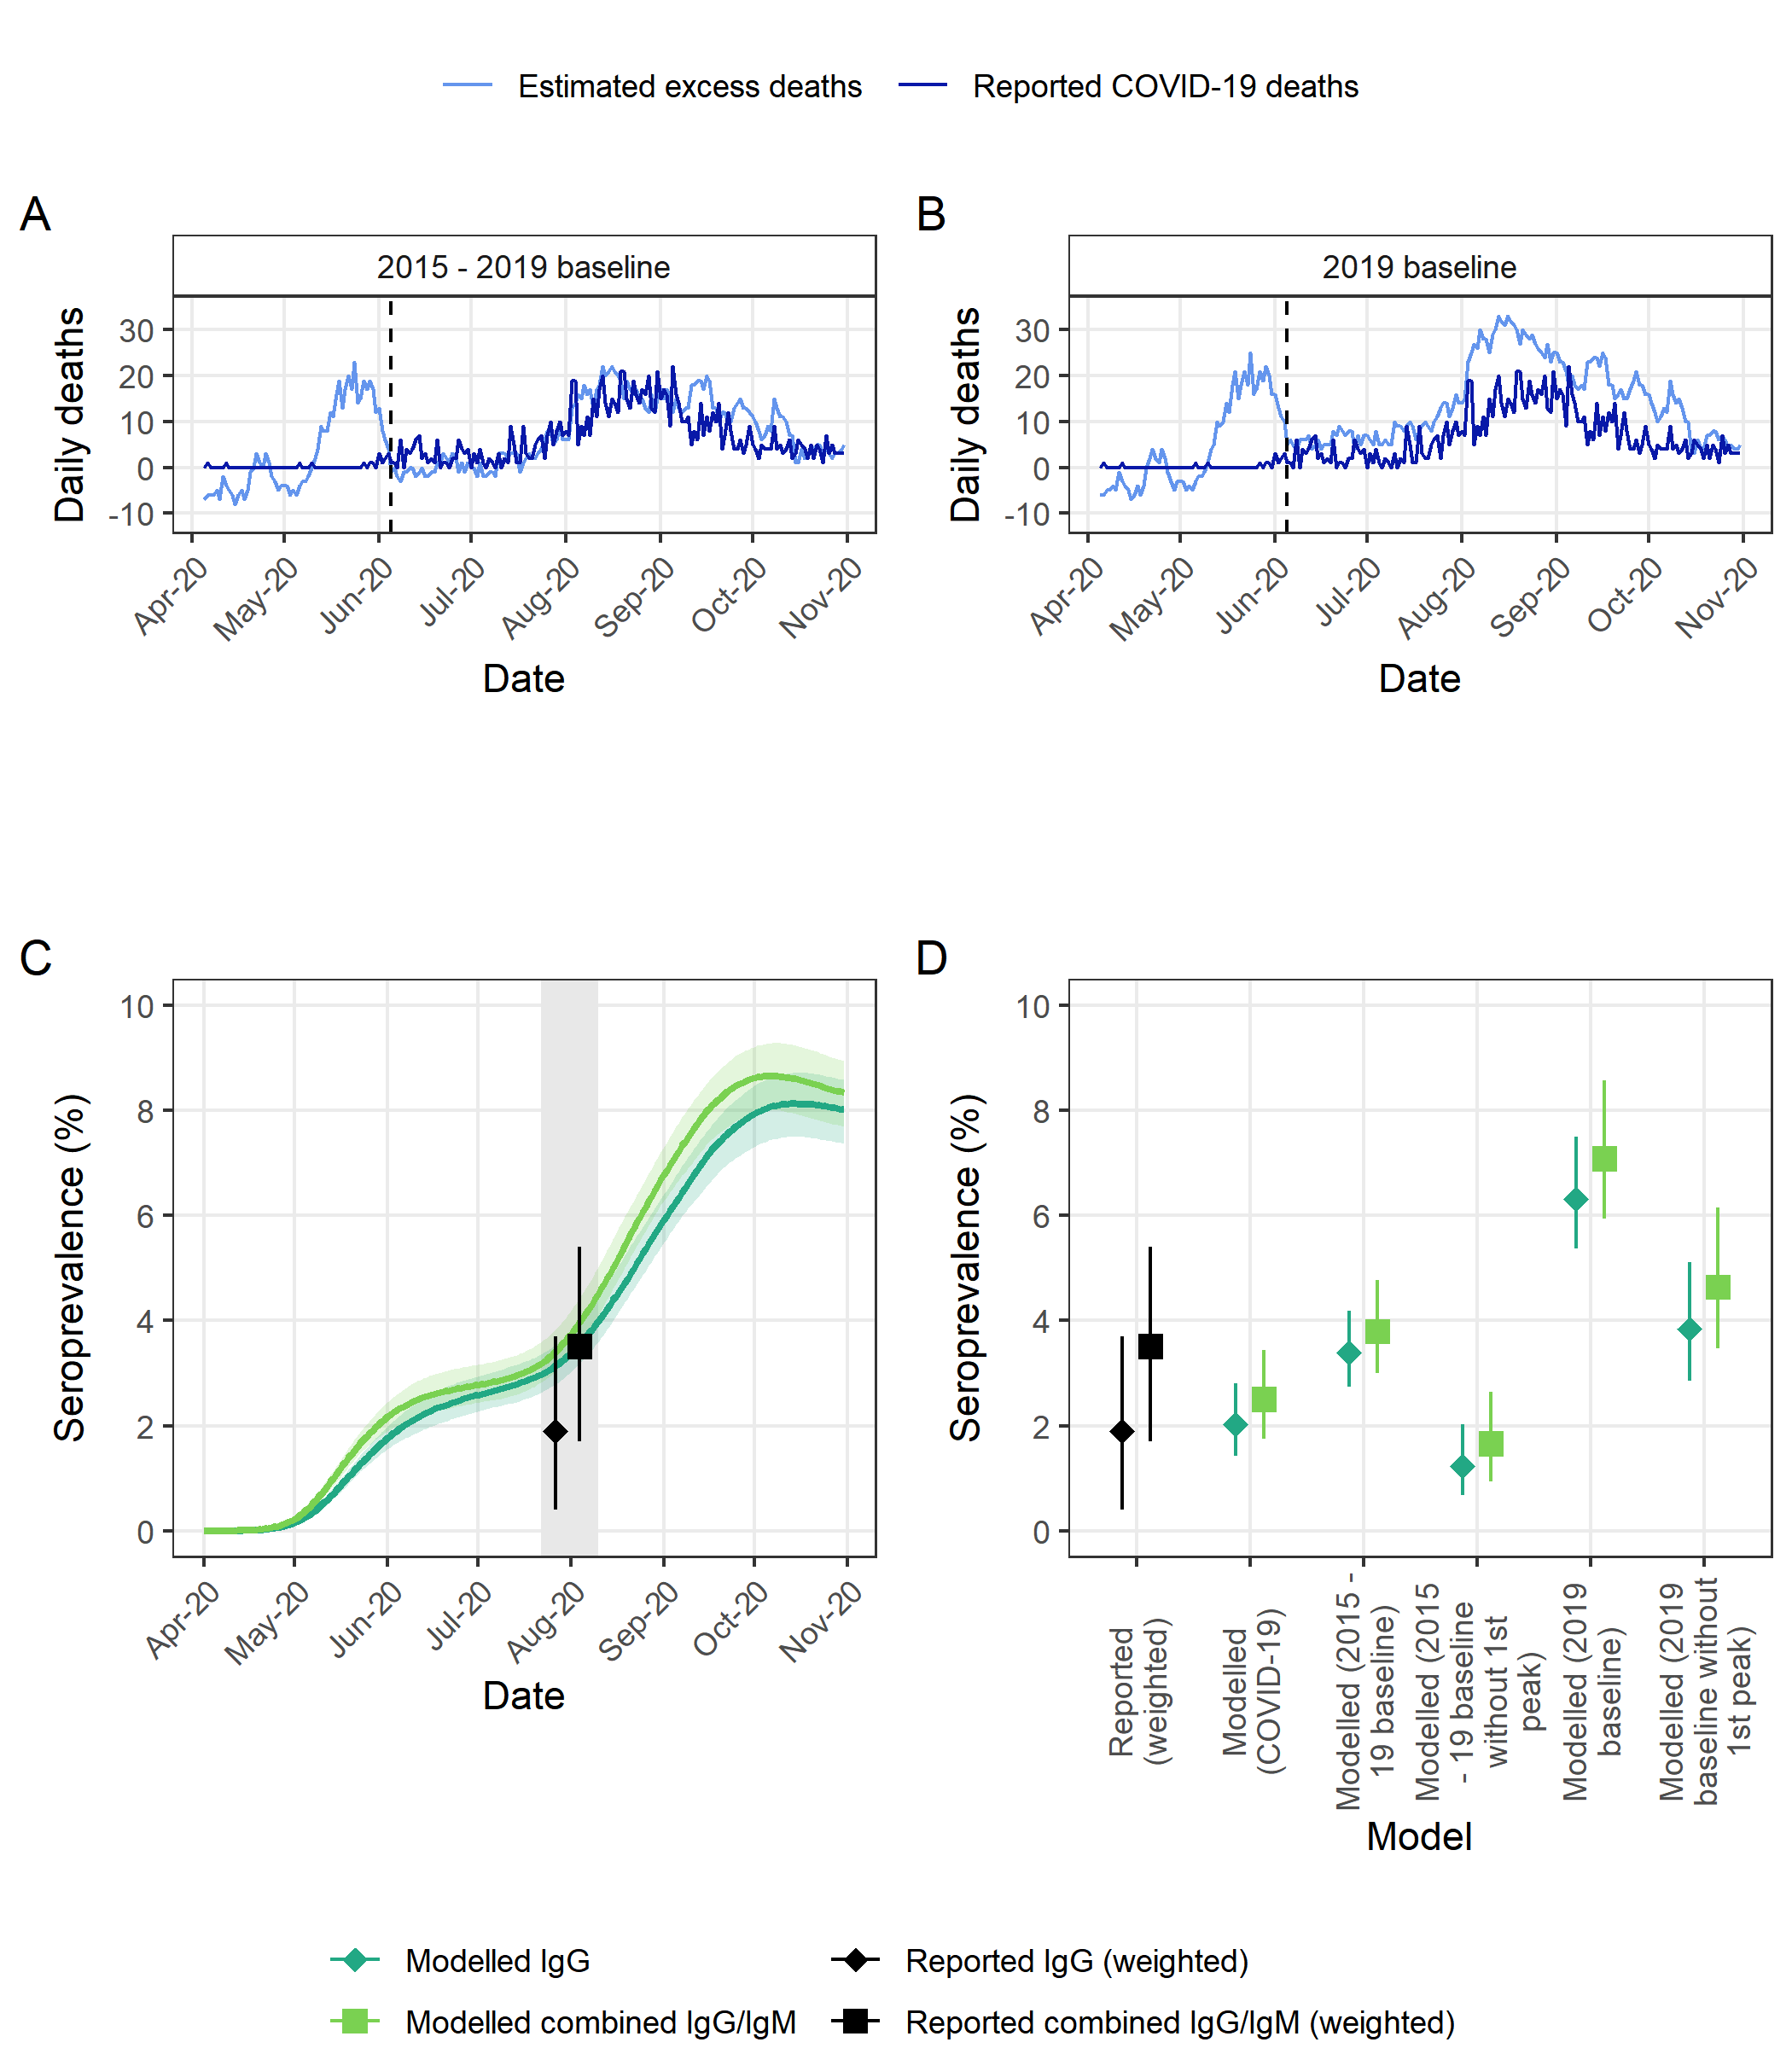 Estimated excess deaths Reported COVID-19 deaths
A
B
2015 - 2019 baseline
2019 baseline
Daily deaths
30
20
10
0
-10
Apr-20 May-20 Jun-20 Jul-20 Aug-20 Sep-20 Oct-20 Nov-20
Date
Daily deaths
30
20
10
0
-10
Apr-20 May-20 Jun-20 Jul-20 Aug-20 Sep-20 Oct-20 Nov-20
Date
C
Seroprevalence (%)
10
8
6
4
2
0
Apr-20 May-20 Jun-20 Jul-20 Aug-20 Sep-20 Oct-20 Nov-20
Date
D
Seroprevalence (%)
10
8
6
4
2
0
Reported
(weighted)
Modelled
(COVID-19)
Modelled (2015 -
19 baseline)
Modelled (2015
- 19 baseline
without 1st
peak)
Modelled (2019
baseline)
Modelled (2019
baseline without
1st peak)
Model
Modelled IgG
Reported IgG (weighted)
Modelled combined IgG/IgM
Reported combined IgG/IgM (weighted)